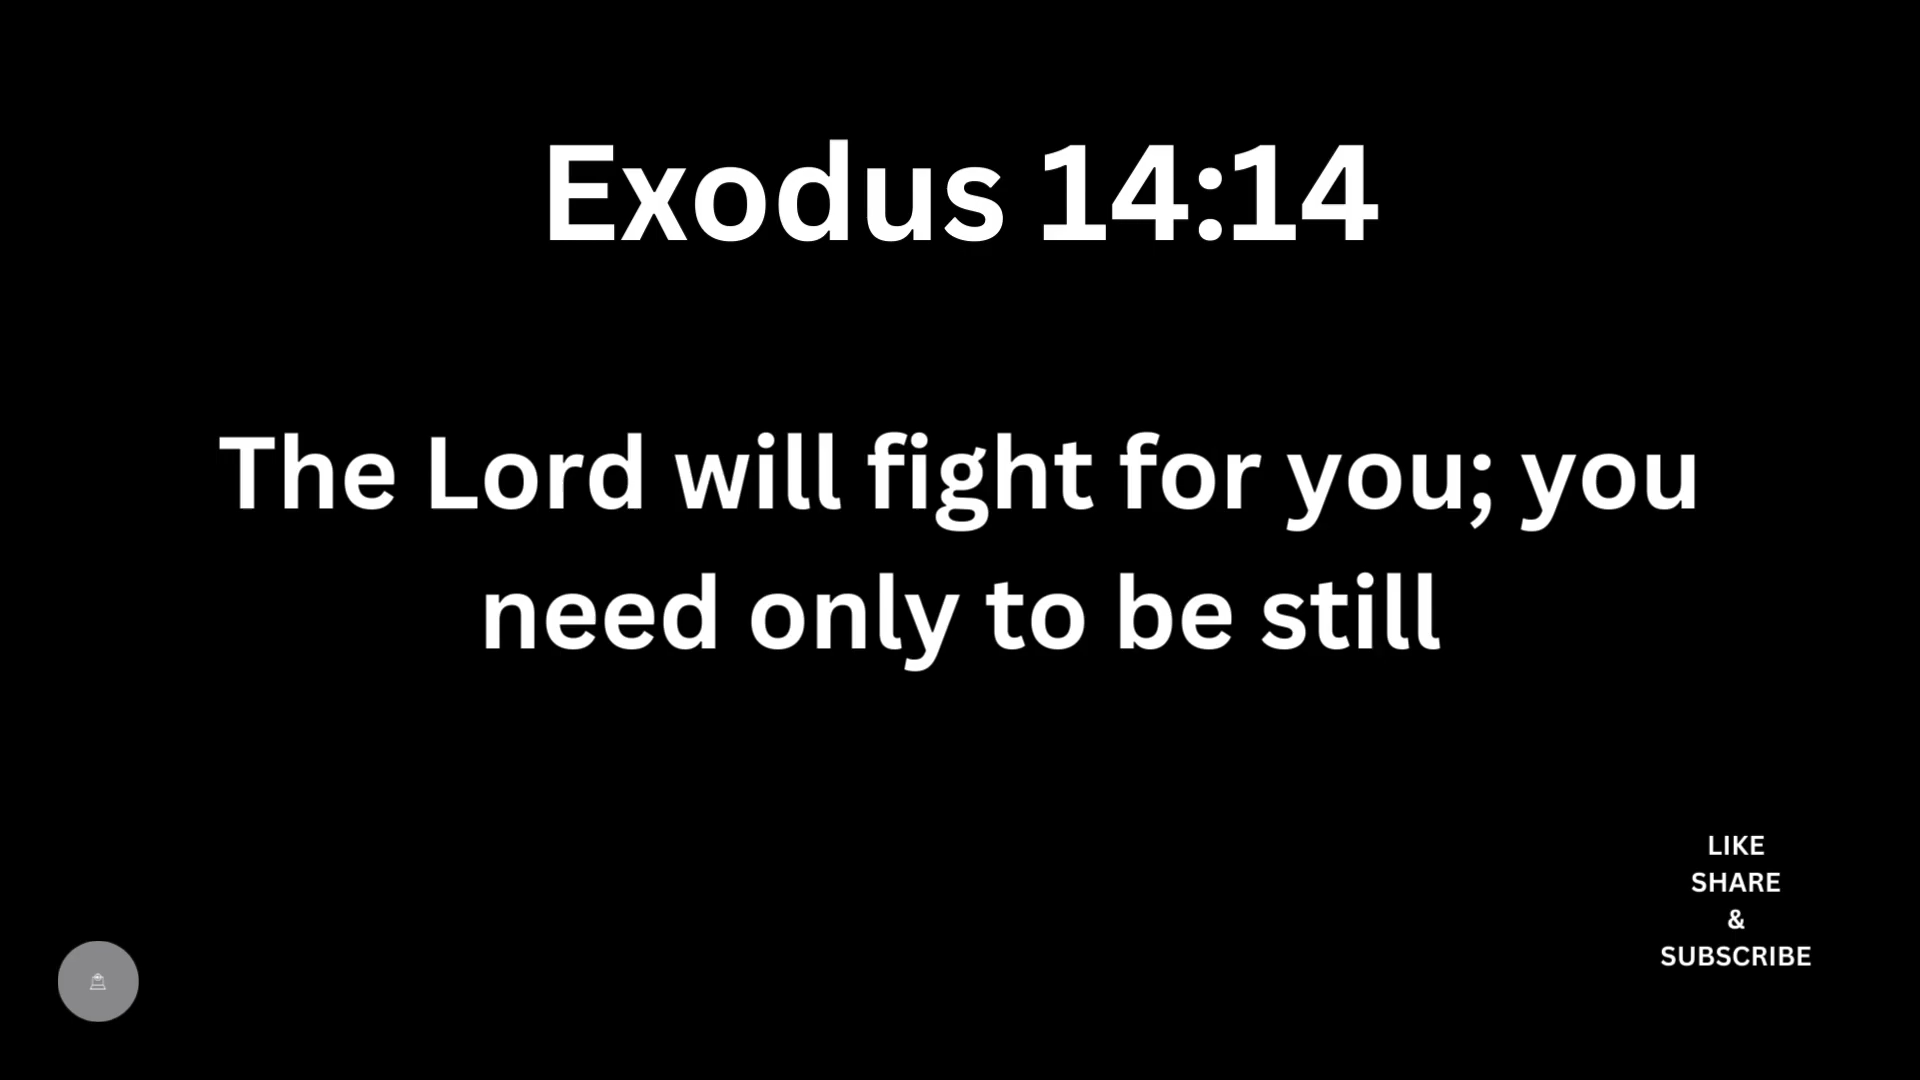 Exodus 14:14
The Lord will fight for you; you
need only to be still
LIKE
SHARE
&
SUBSCRIBE